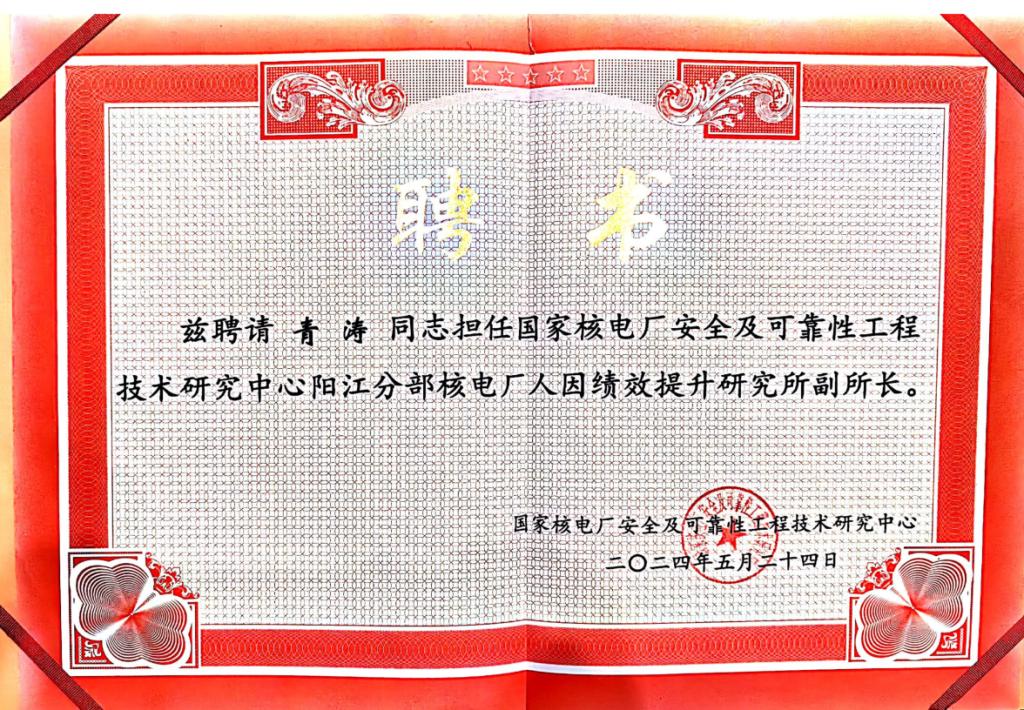 聘 书
兹聘请 青 涛 同志担任国家核电厂安全及可靠性工程
技术研究中心阳江分部核电厂人因绩效提升研究所副所长。
国家核电厂安全及可靠性工程技术研究中心
二〇二四年五月二十四日